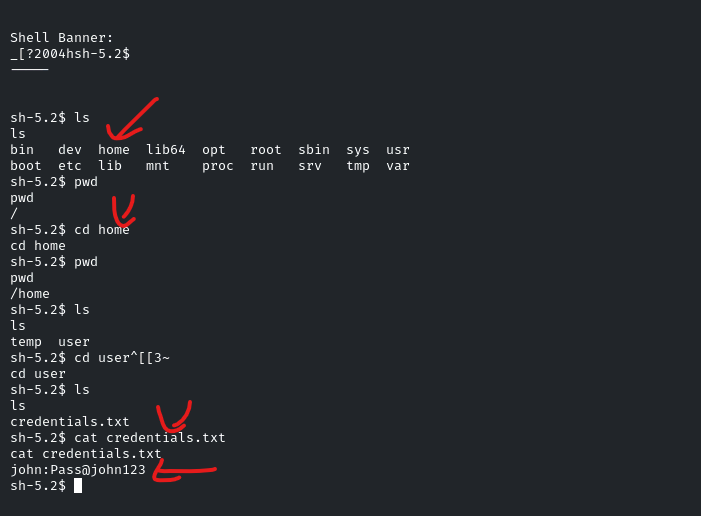 Shell Banner:
_[?2004hsh-5.2$
-----
sh-5.2$ ls
ls
bin   dev  home  lib64  opt   root  sbin  sys  usr
boot  etc  lib   mnt    proc  run   srv   tmp  var
sh-5.2$ pwd
pwd
/
sh-5.2$ cd home
cd home
sh-5.2$ pwd
pwd
/home
sh-5.2$ ls
ls
temp  user
sh-5.2$ cd user^[[3~
cd user
sh-5.2$ ls
ls
credentials.txt
sh-5.2$ cat credentials.txt
cat credentials.txt
john:Pass@john123
sh-5.2$